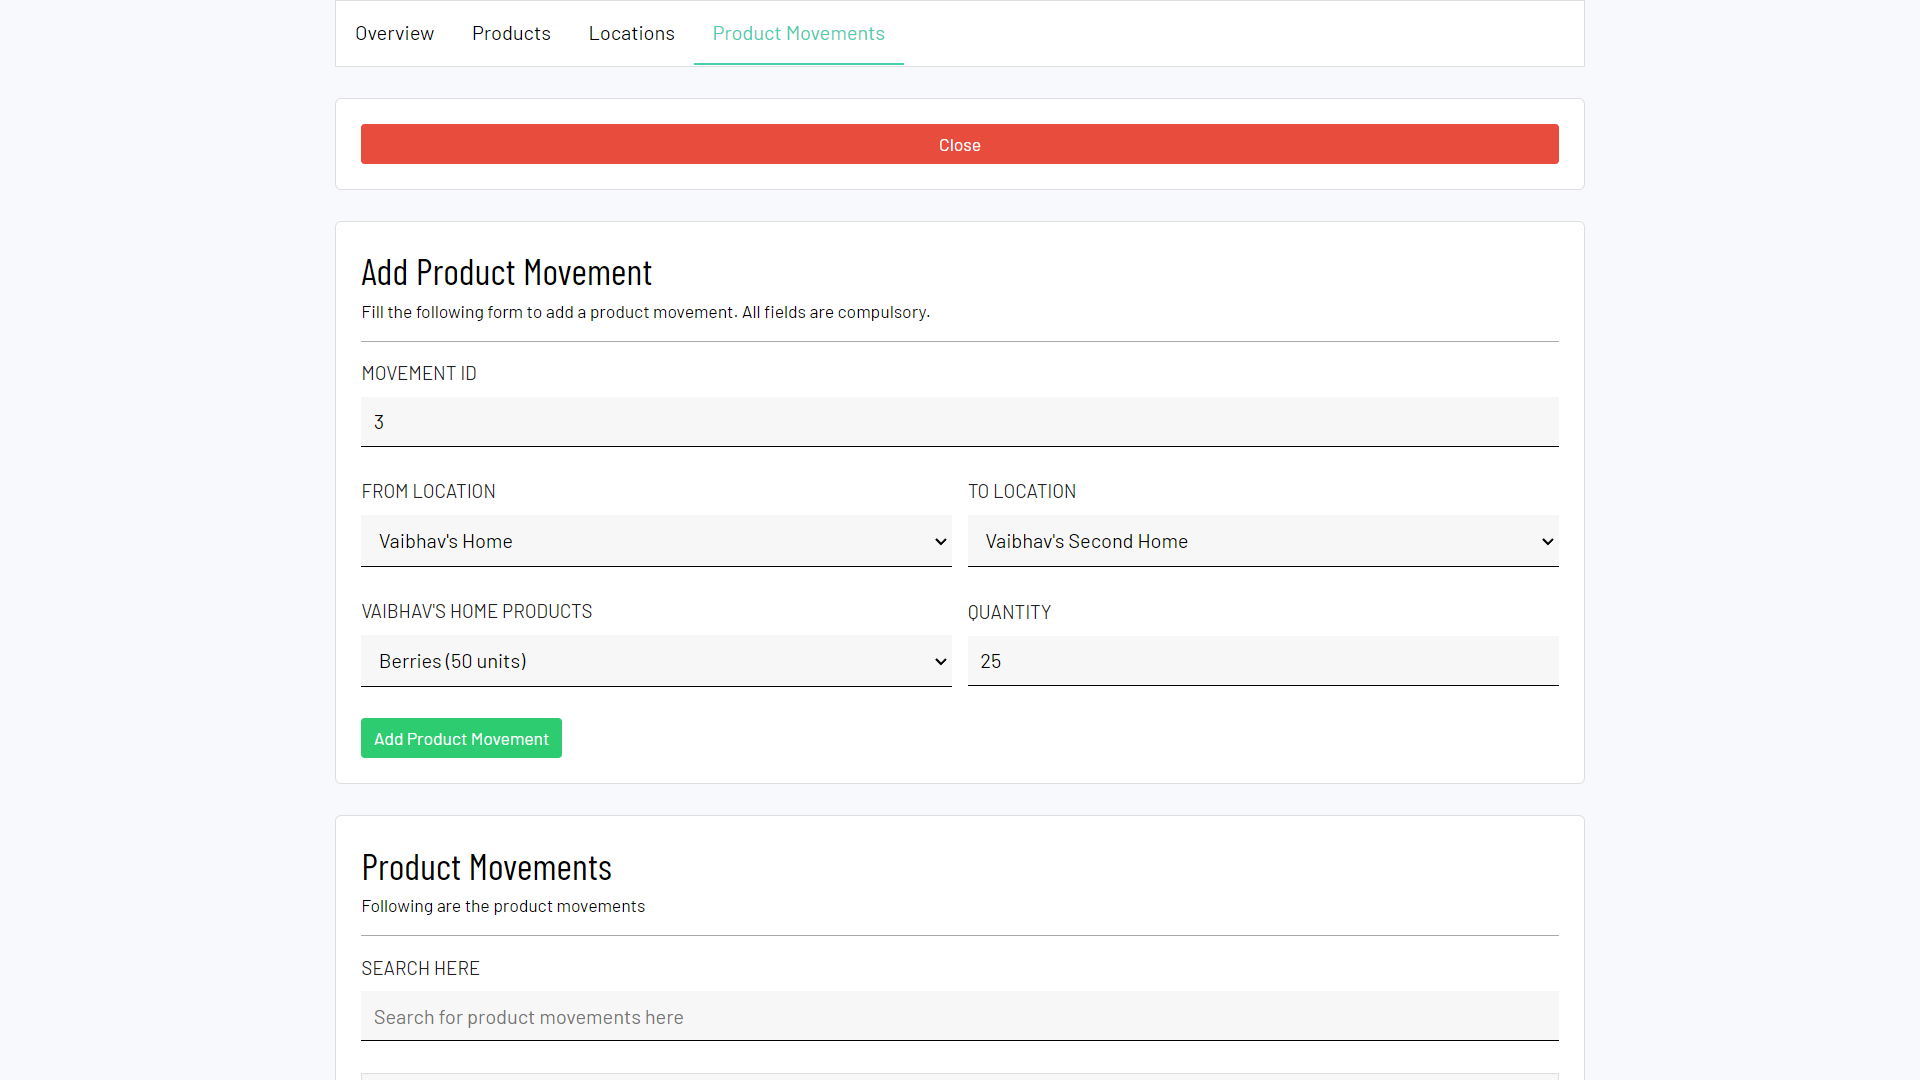 Overview Products Locations Product Movements
Close
Add Product Movement
Fill the following form to add a product movement. All fields are compulsory.
MOVEMENT ID
3
FROM LOCATION TO LOCATION
Vaibhav's Home Vaibhav's Second Home
VAIBHAV'S HOME PRODUCTS QUANTITY
Berries (50 units) 25
Add Product Movement
Product Movements
Following are the product movements
SEARCH HERE
Search for product movements here